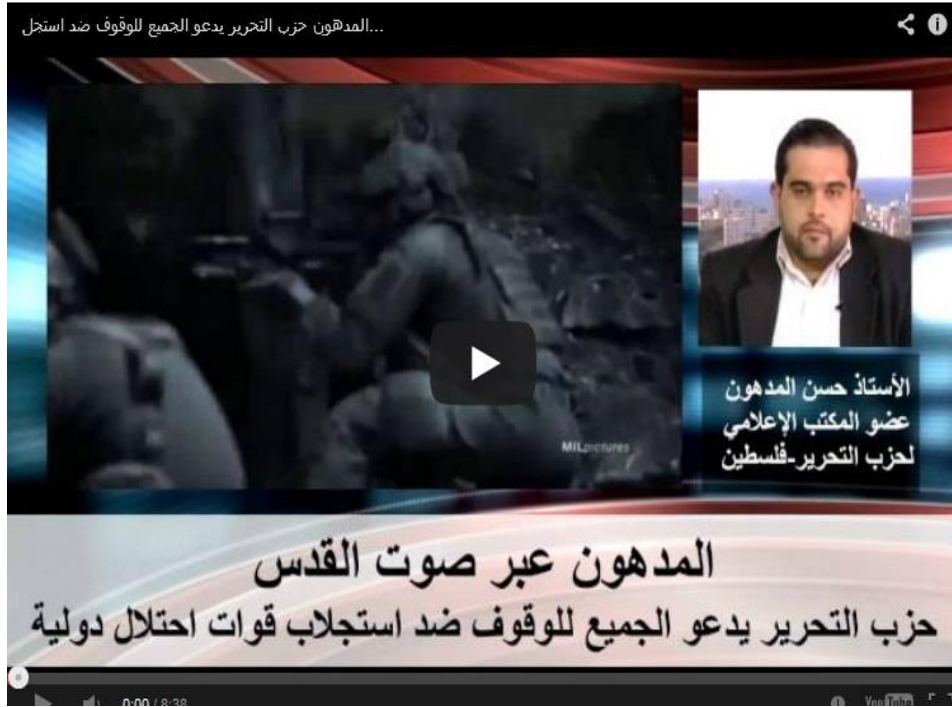 المدهون حزب التحرير يدعو الجميع للوقوف ضد استجل...
MILpictures
الأستاذ حسن المدهون
عضو المكتب الإعلامي
لحزب التحرير-فلسطين
المدهون عبر صوت القدس
حزب التحرير يدعو الجميع للوقوف ضد استجلاب قوات احتلال دولية
0:00 / 8:38
YouTube